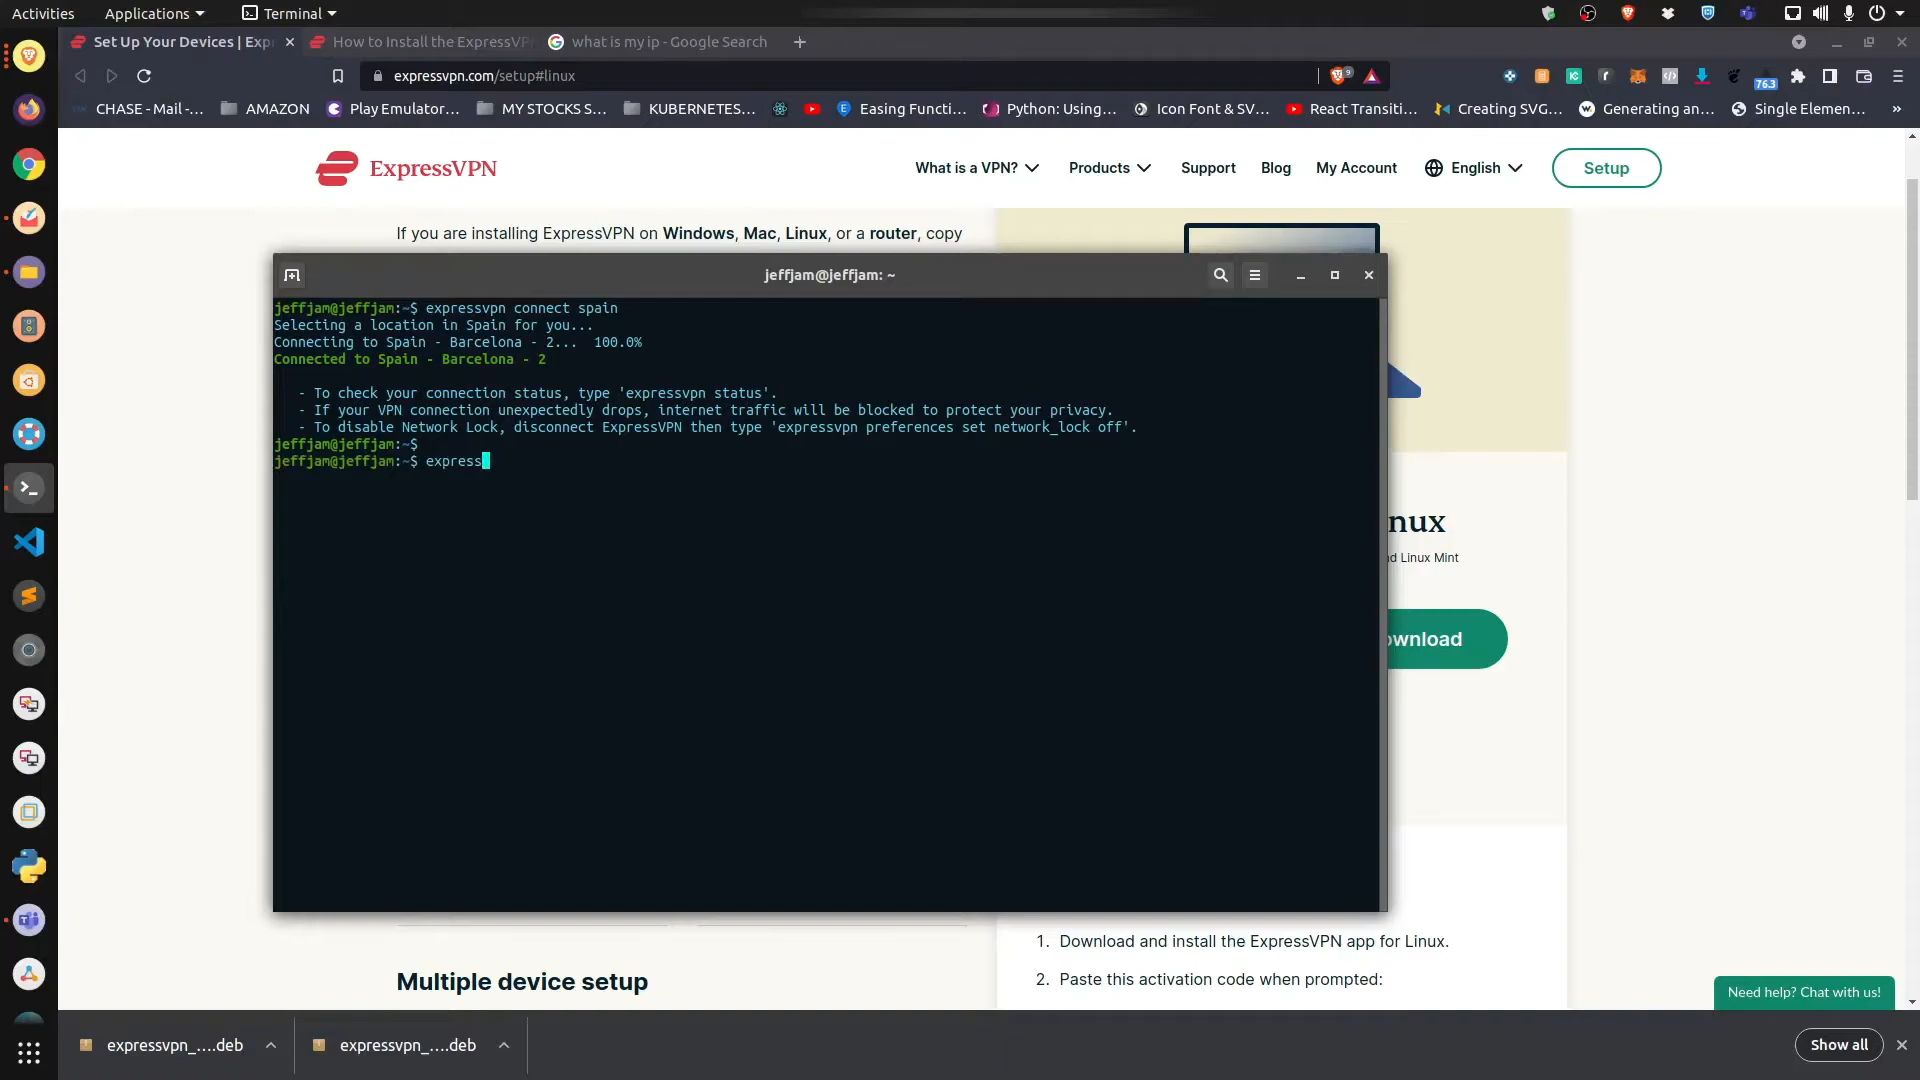 Activities Applications Terminal
Set Up Your Devices | Exp How to Install the ExpressVP what is my ip - Google Search
expressvpn.com/setup#linux 9 76.3
CHASE - Mail -... AMAZON Play Emulator... MY STOCKS S... KUBERNETES... Easing Functi... Python: Using... Icon Font & SV... React Transiti... Creating SVG... Generating an... Single Elemen... »
ExpressVPN What is a VPN? Products Support Blog My Account English Setup
If you are installing ExpressVPN on Windows, Mac, Linux, or a router, copy
jeffjam@jeffjam: ~
jeffjam@jeffjam:~$ expressvpn connect spain
Selecting a location in Spain for you...
Connecting to Spain - Barcelona - 2... 100.0%
Connected to Spain - Barcelona - 2
- To check your connection status, type 'expressvpn status'.
- If your VPN connection unexpectedly drops, internet traffic will be blocked to protect your privacy.
- To disable Network Lock, disconnect ExpressVPN then type 'expressvpn preferences set network_lock off'.
jeffjam@jeffjam:~$
jeffjam@jeffjam:~$ express
nux
d Linux Mint
wnload
1. Download and install the ExpressVPN app for Linux.
2. Paste this activation code when prompted:
Multiple device setup
Need help? Chat with us!
expressvpn_....deb expressvpn_....deb Show all